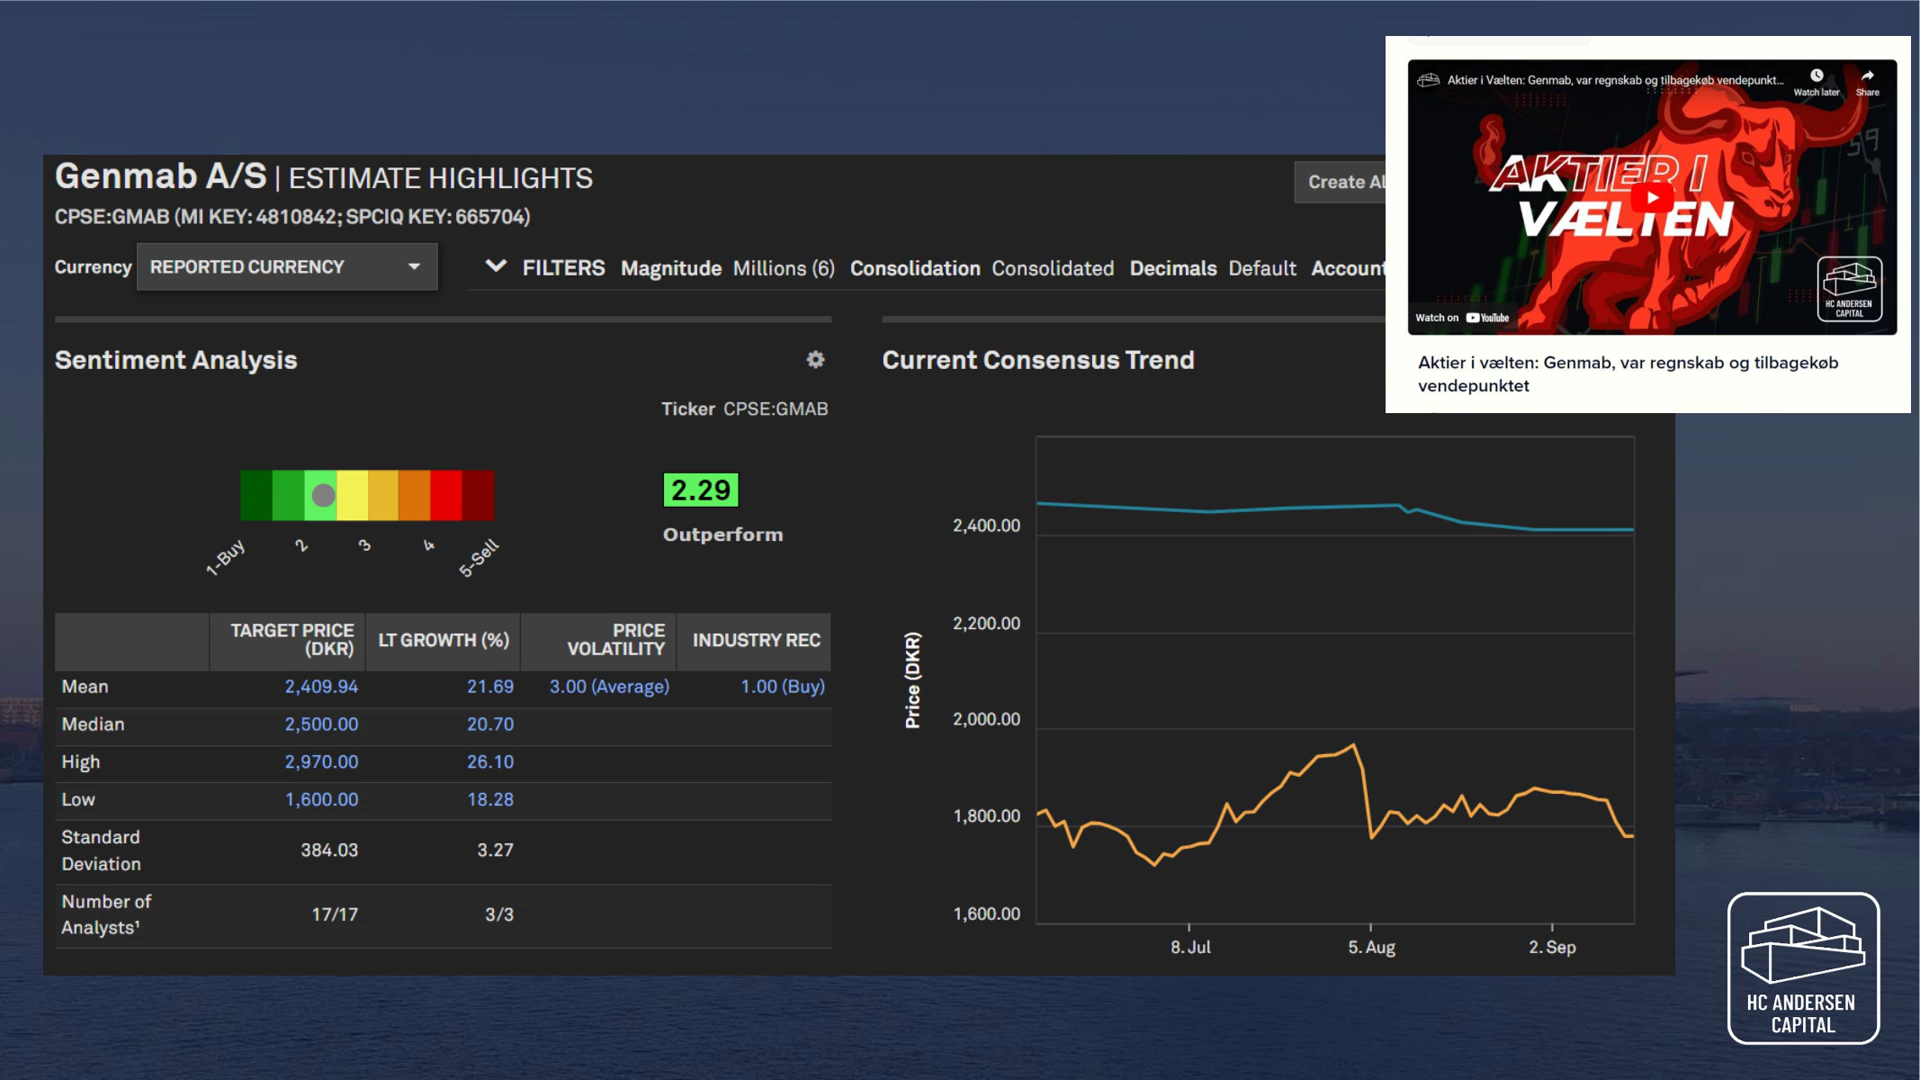 Genmab A/S | ESTIMATE HIGHLIGHTS
CPSE:GMAB (MI KEY: 4810842; SPCIQ KEY: 665704)
Create Al
Currency REPORTED CURRENCY
FILTERS Magnitude Millions (6) Consolidation Consolidated Decimals Default Account
Sentiment Analysis
Ticker CPSE:GMAB
1-Buy 2 3 4 5-Sell
2.29
Outperform
TARGET PRICE (DKR) LT GROWTH (%) PRICE VOLATILITY INDUSTRY REC
Mean 2,409.94 21.69 3.00 (Average) 1.00 (Buy)
Median 2,500.00 20.70
High 2,970.00 26.10
Low 1,600.00 18.28
Standard Deviation 384.03 3.27
Number of Analysts¹ 17/17 3/3
Current Consensus Trend
Price (DKR)
2,400.00
2,200.00
2,000.00
1,800.00
1,600.00
8. Jul 5. Aug 2. Sep
Aktier i Vælten: Genmab, var regnskab og tilbagekøb vendepunkt...
Watch later Share
AKTIER I
VÆLTEN
59
HC ANDERSEN
CAPITAL
Watch on YouTube
Aktier i vælten: Genmab, var regnskab og tilbagekøb
vendepunktet
HC ANDERSEN
CAPITAL